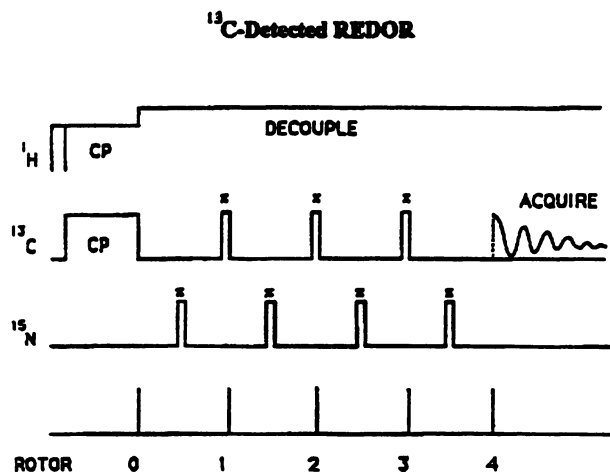 ¹³C-Detected REDOR
DECOUPLE
¹H
CP
π π π
ACQUIRE
¹³C
CP
π π π π
¹⁵N
ROTOR 0 1 2 3 4